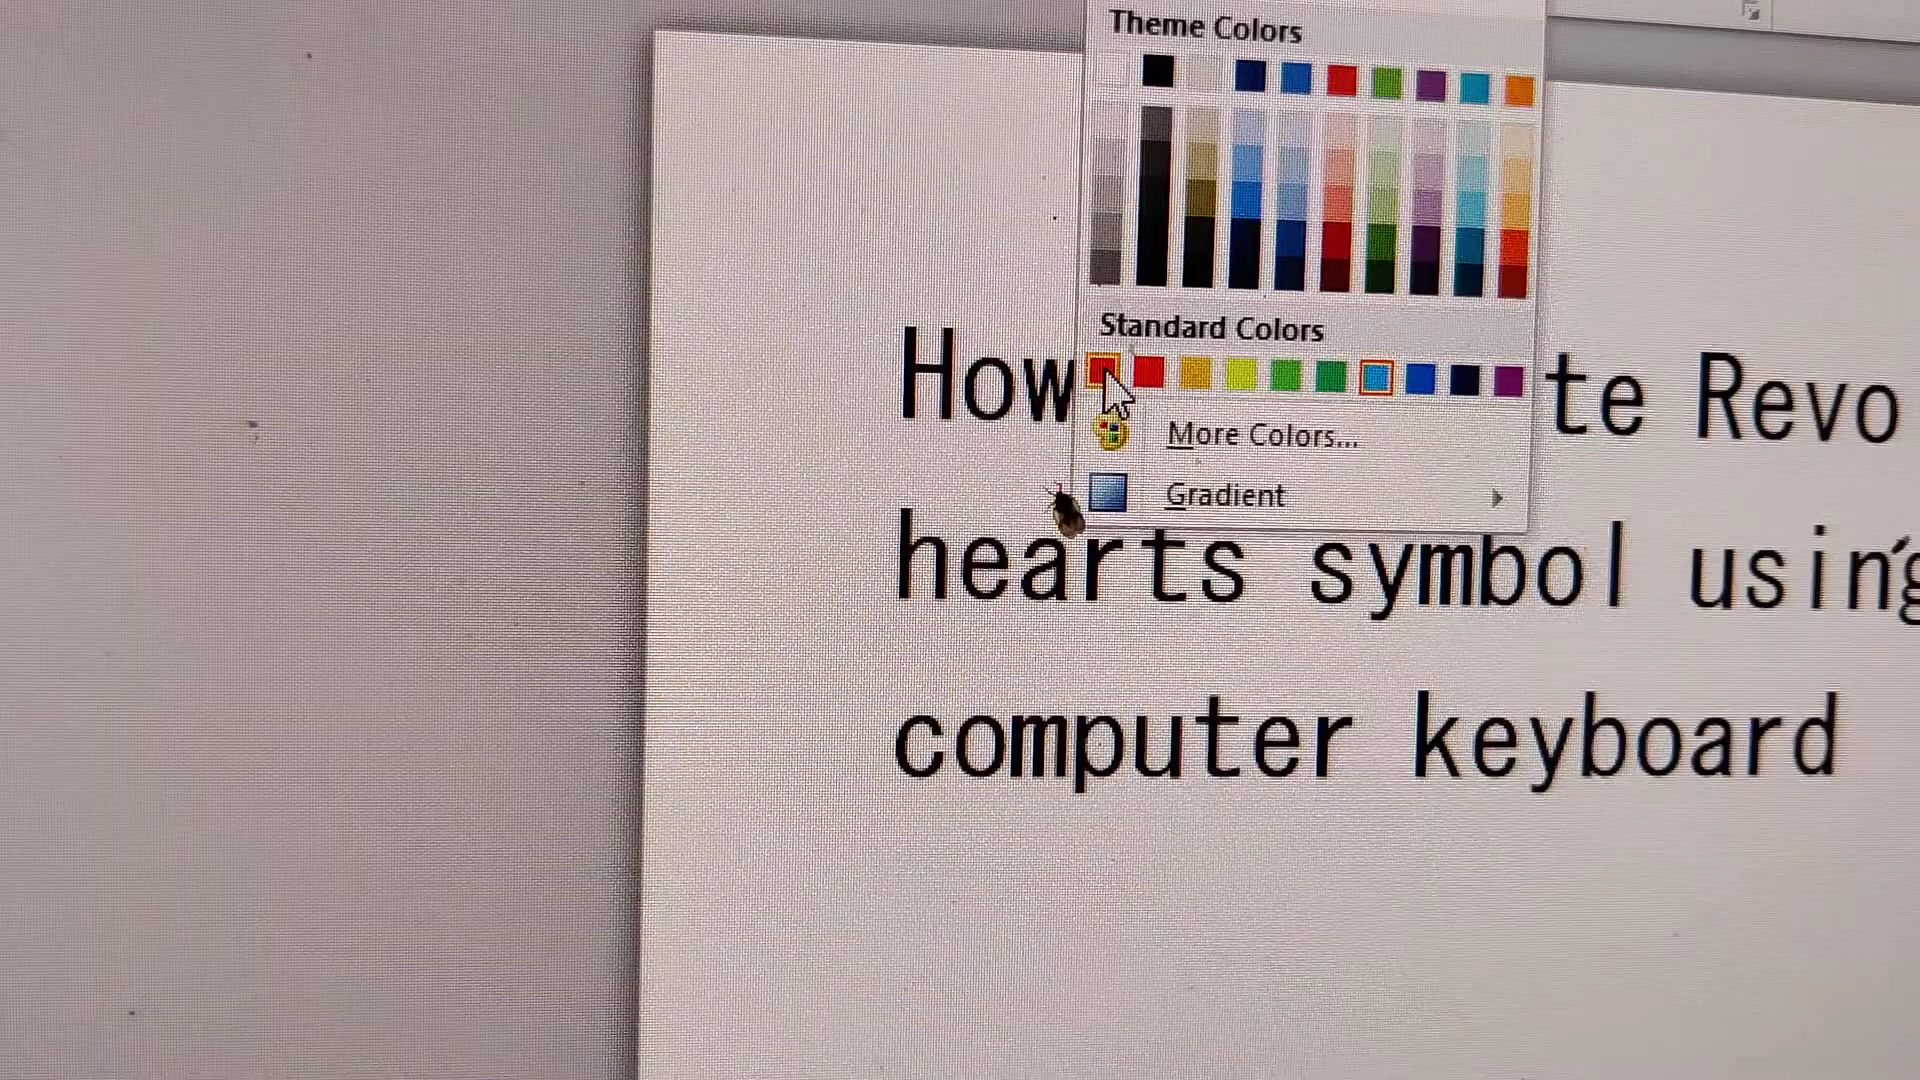 Theme Colors
Standard Colors
More Colors...
Gradient
How te Revo
hearts symbol using
computer keyboard